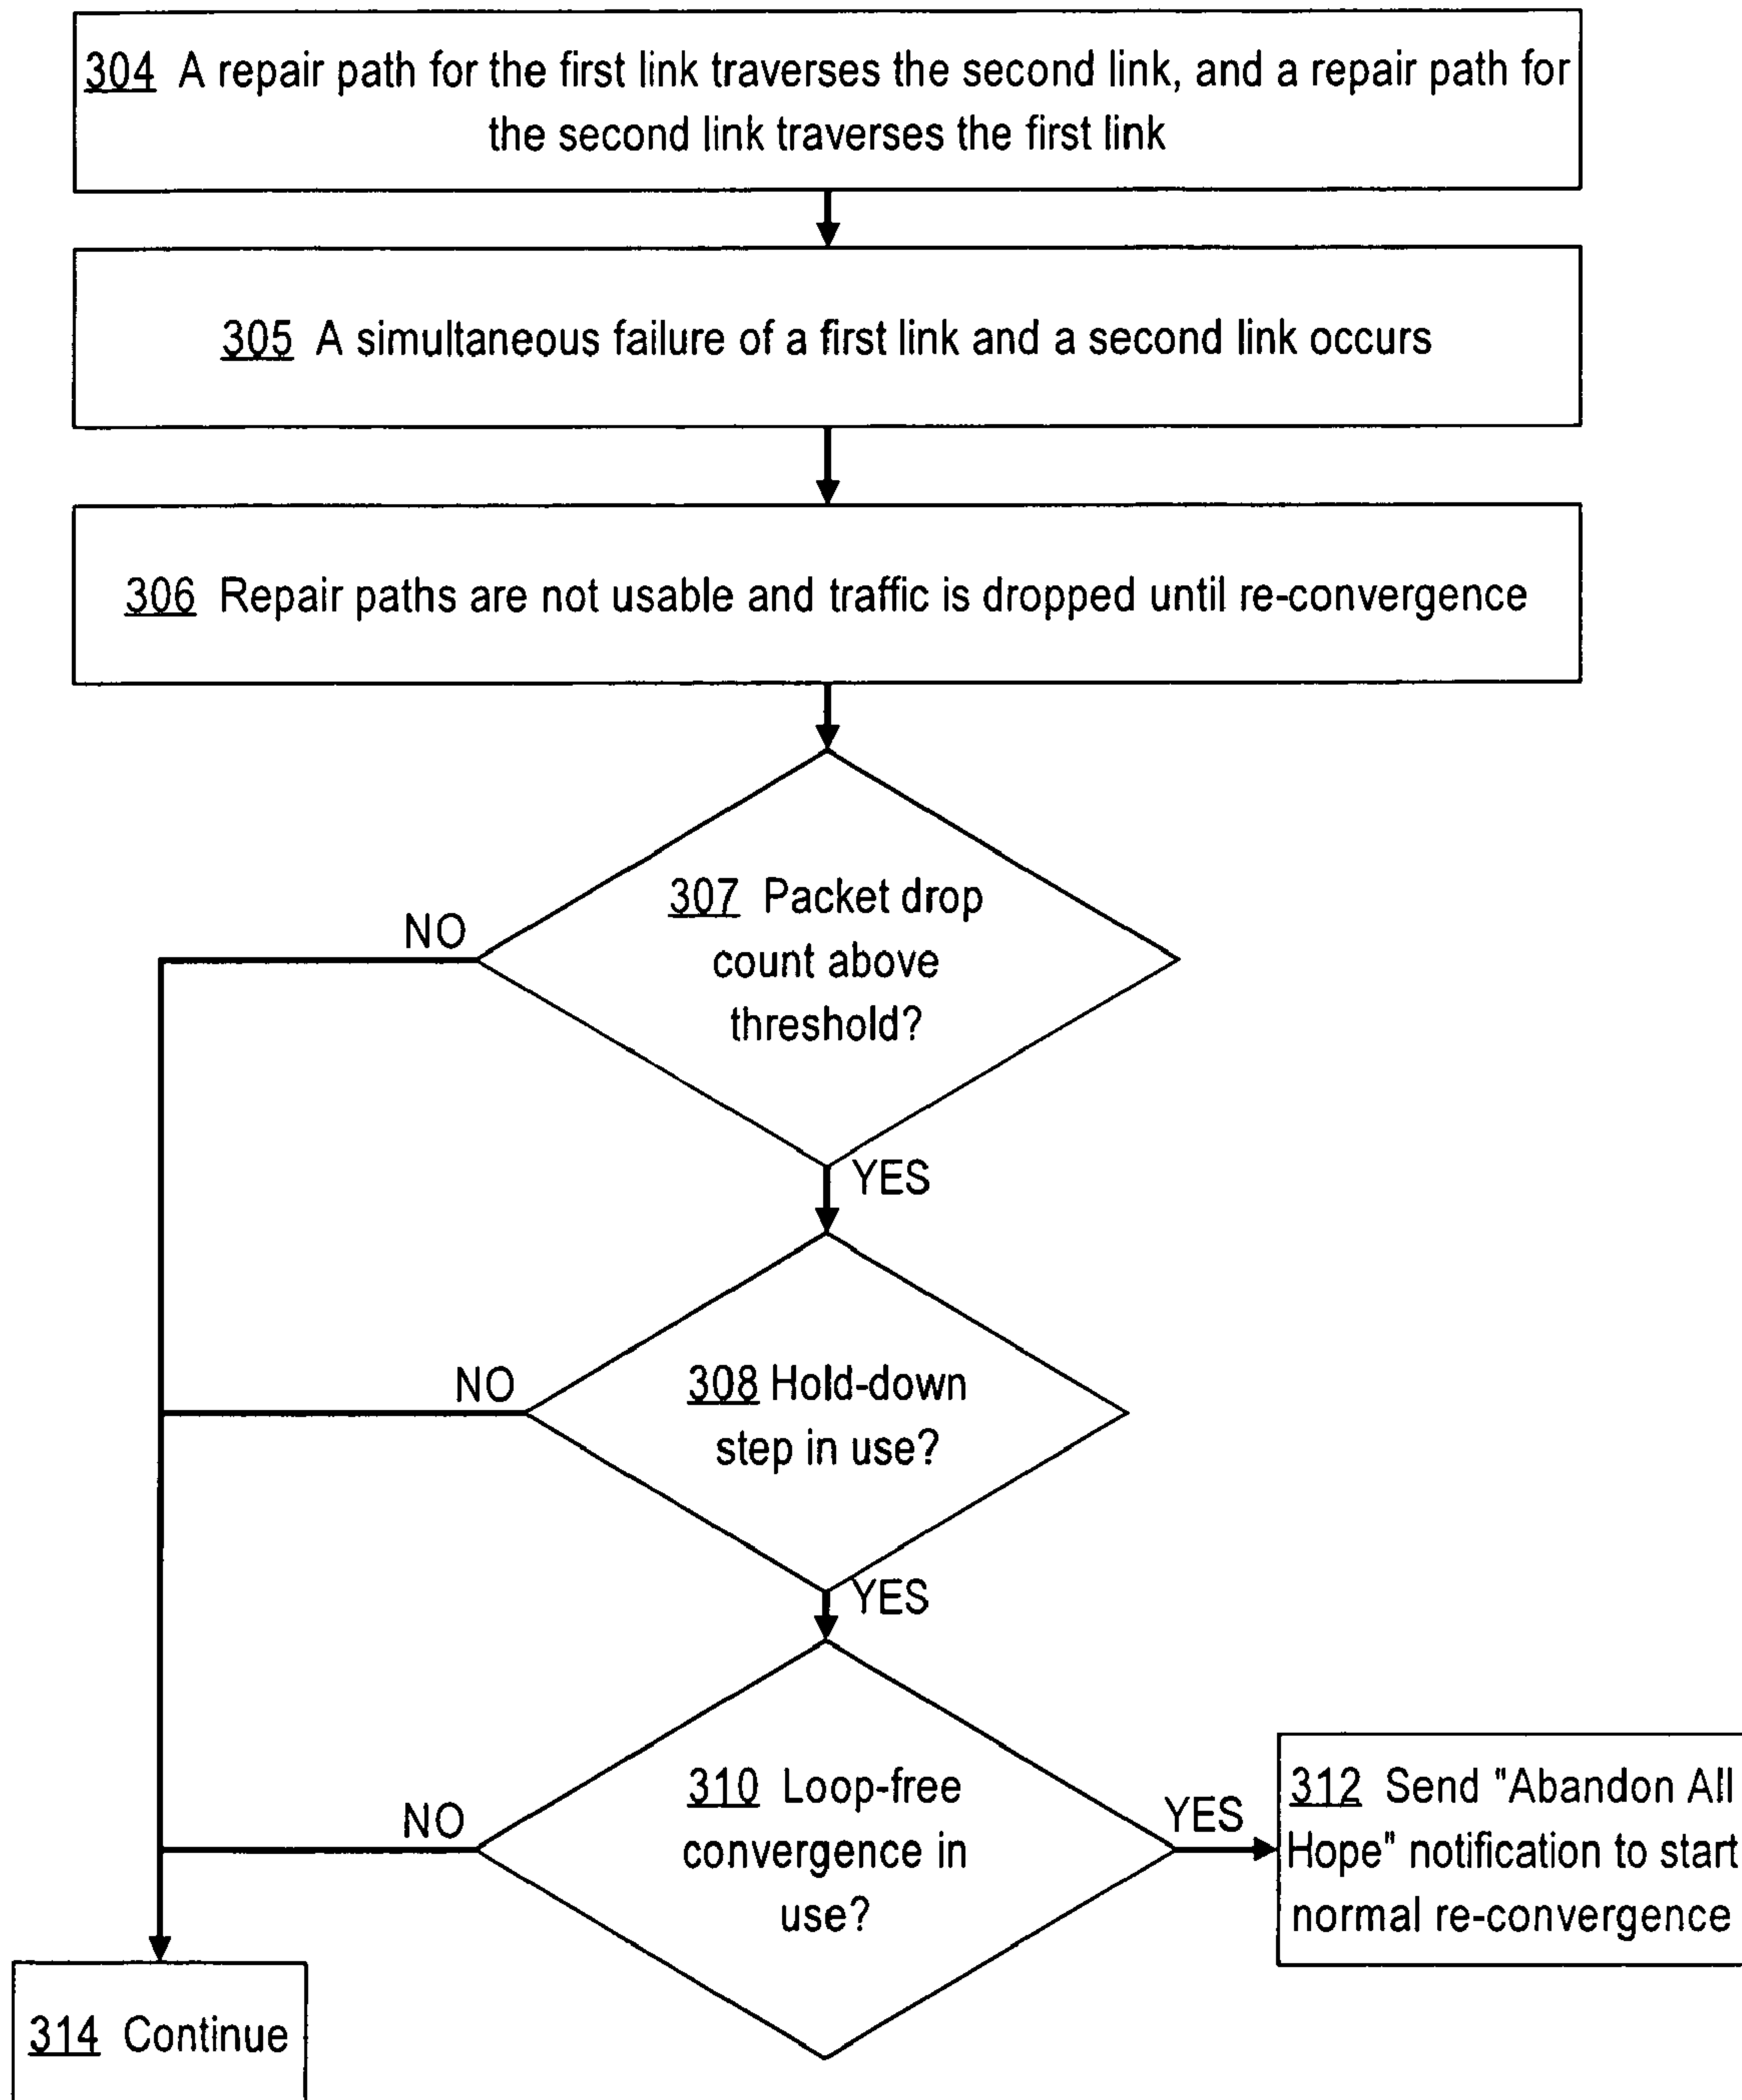 304 A repair path for the first link traverses the second link, and a repair path for
the second link traverses the first link
305 A simultaneous failure of a first link and a second link occurs
306 Repair paths are not usable and traffic is dropped until re-convergence
307 Packet drop
count above
threshold?
NO
YES
308 Hold-down
step in use?
NO
YES
310 Loop-free
convergence in
use?
NO
YES
312 Send "Abandon All
Hope" notification to start
normal re-convergence
314 Continue